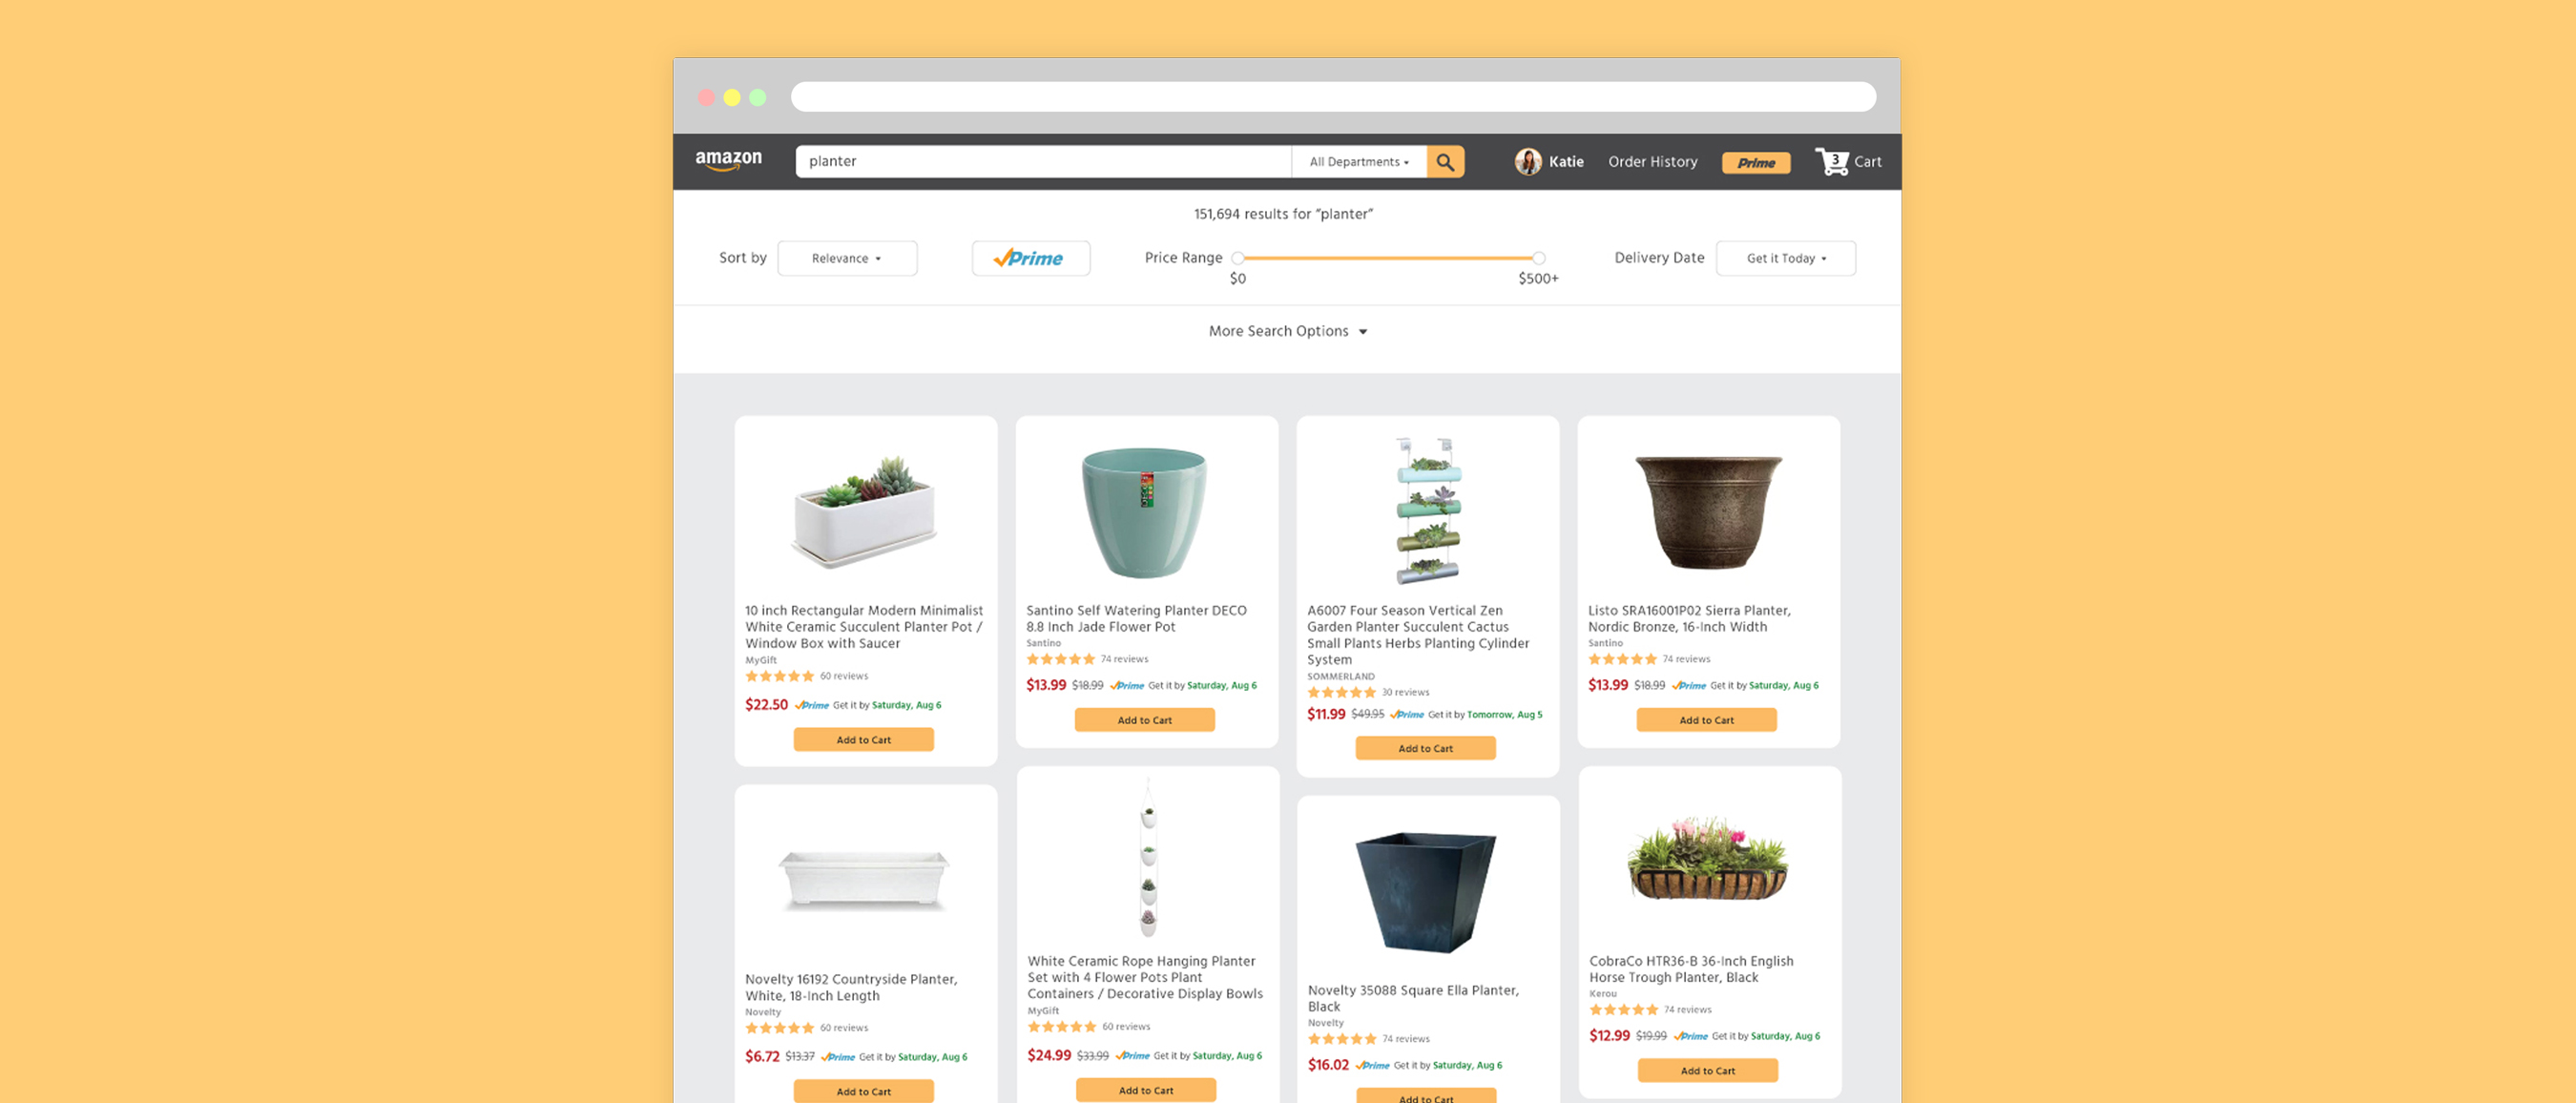 amazon
planter
All Departments
Katie
Order History
Prime
3
Cart
151,694 results for "planter"
Sort by
Relevance
Prime
Price Range
$0
$500+
Delivery Date
Get it Today
More Search Options
10 inch Rectangular Modern Minimalist
White Ceramic Succulent Planter Pot /
Window Box with Saucer
MyGift
60 reviews
$22.50 Prime Get it by Saturday, Aug 6
Add to Cart
Santino Self Watering Planter DECO
8.8 Inch Jade Flower Pot
Santino
74 reviews
$13.99 $18.99 Prime Get it by Saturday, Aug 6
Add to Cart
A6007 Four Season Vertical Zen
Garden Planter Succulent Cactus
Small Plants Herbs Planting Cylinder
System
SOMMERLAND
30 reviews
$11.99 $49.95 Prime Get it by Tomorrow, Aug 5
Add to Cart
Listo SRA16001P02 Sierra Planter,
Nordic Bronze, 16-Inch Width
Santino
74 reviews
$13.99 $18.99 Prime Get it by Saturday, Aug 6
Add to Cart
Novelty 16192 Countryside Planter,
White, 18-Inch Length
Novelty
60 reviews
$6.72 $13.37 Prime Get it by Saturday, Aug 6
Add to Cart
White Ceramic Rope Hanging Planter
Set with 4 Flower Pots Plant
Containers / Decorative Display Bowls
MyGift
60 reviews
$24.99 $33.99 Prime Get it by Saturday, Aug 6
Add to Cart
Novelty 35088 Square Ella Planter,
Black
Novelty
74 reviews
$16.02 Prime Get it by Saturday, Aug 6
Add to Cart
CobraCo HTR36-B 36-Inch English
Horse Trough Planter, Black
Kerou
74 reviews
$12.99 $19.99 Prime Get it by Saturday, Aug 6
Add to Cart